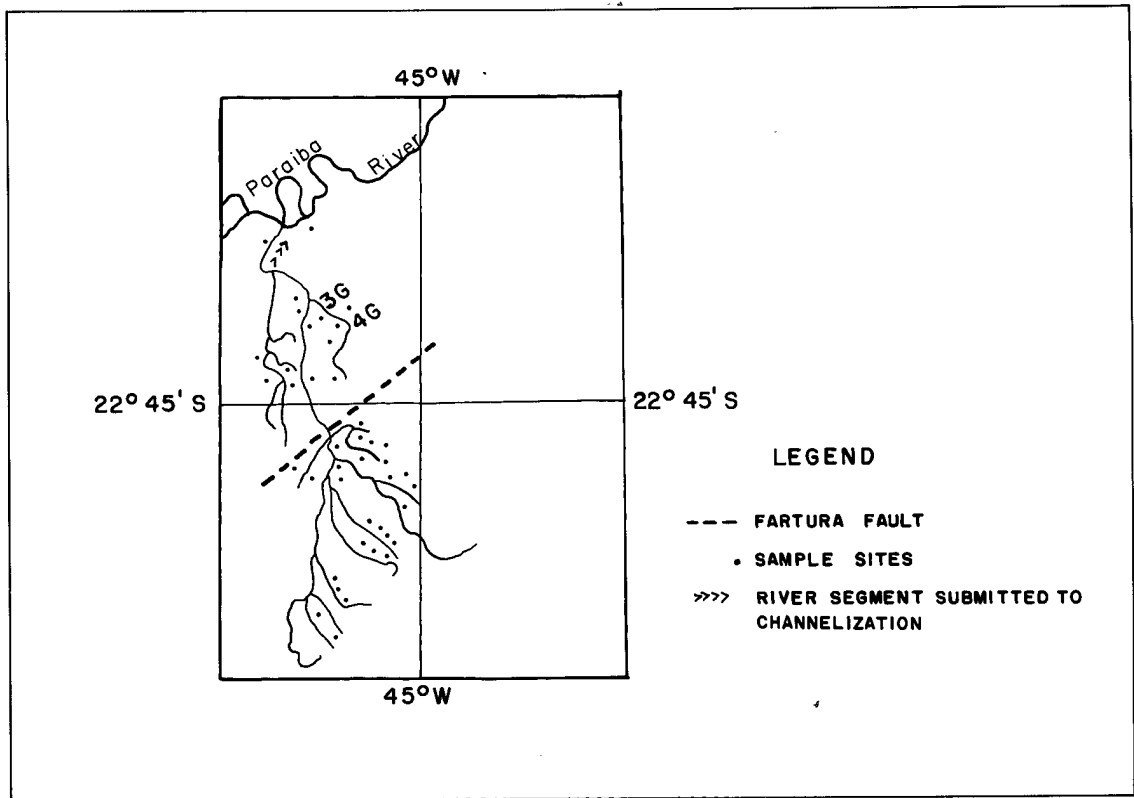 45°W
Paraiba River
3G
4G
22° 45' S
22° 45' S
LEGEND
FARTURA FAULT
SAMPLE SITES
RIVER SEGMENT SUBMITTED TO
CHANNELIZATION
45°W